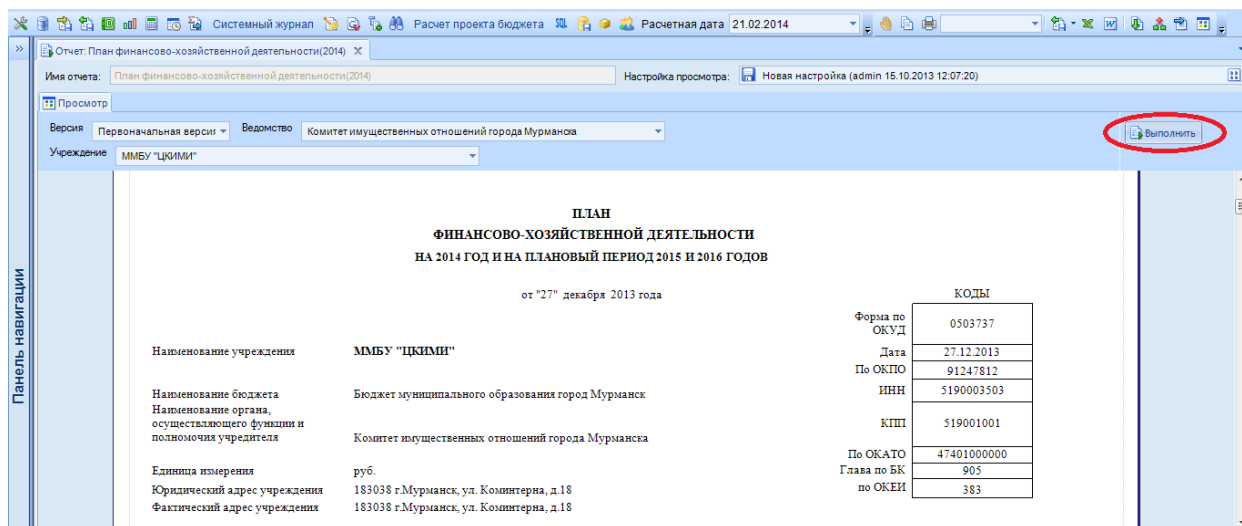 Системный журнал Расчет проекта бюджета SQL Расчетная дата 21.02.2014
Отчет: План финансово-хозяйственной деятельности(2014) X
Имя отчета: План финансово-хозяйственной деятельности(2014) Настройка просмотра: Новая настройка (admin 15.10.2013 12:07:20)
Просмотр
Версия Первоначальная версия Ведомство Комитет имущественных отношений города Мурманска Выполнить
Учреждение ММБУ "ЦКИМИ"
Панель навигации
ПЛАН
ФИНАНСОВО-ХОЗЯЙСТВЕННОЙ ДЕЯТЕЛЬНОСТИ
НА 2014 ГОД И НА ПЛАНОВЫЙ ПЕРИОД 2015 И 2016 ГОДОВ
от "27" декабря 2013 года КОДЫ
Форма по
ОКУД 0503737
Наименование учреждения ММБУ "ЦКИМИ" Дата 27.12.2013
По ОКПО 91247812
Наименование бюджета Бюджет муниципального образования город Мурманск ИНН 5190003503
Наименование органа,
осуществляющего функции и КПП 519001001
полномочия учредителя Комитет имущественных отношений города Мурманска
По ОКАТО 47401000000
Единица измерения руб. Глава по БК 905
Юридический адрес учреждения 183038 г.Мурманск, ул. Коминтерна, д.18 по ОКЕИ 383
Фактический адрес учреждения 183038 г.Мурманск, ул. Коминтерна, д.18